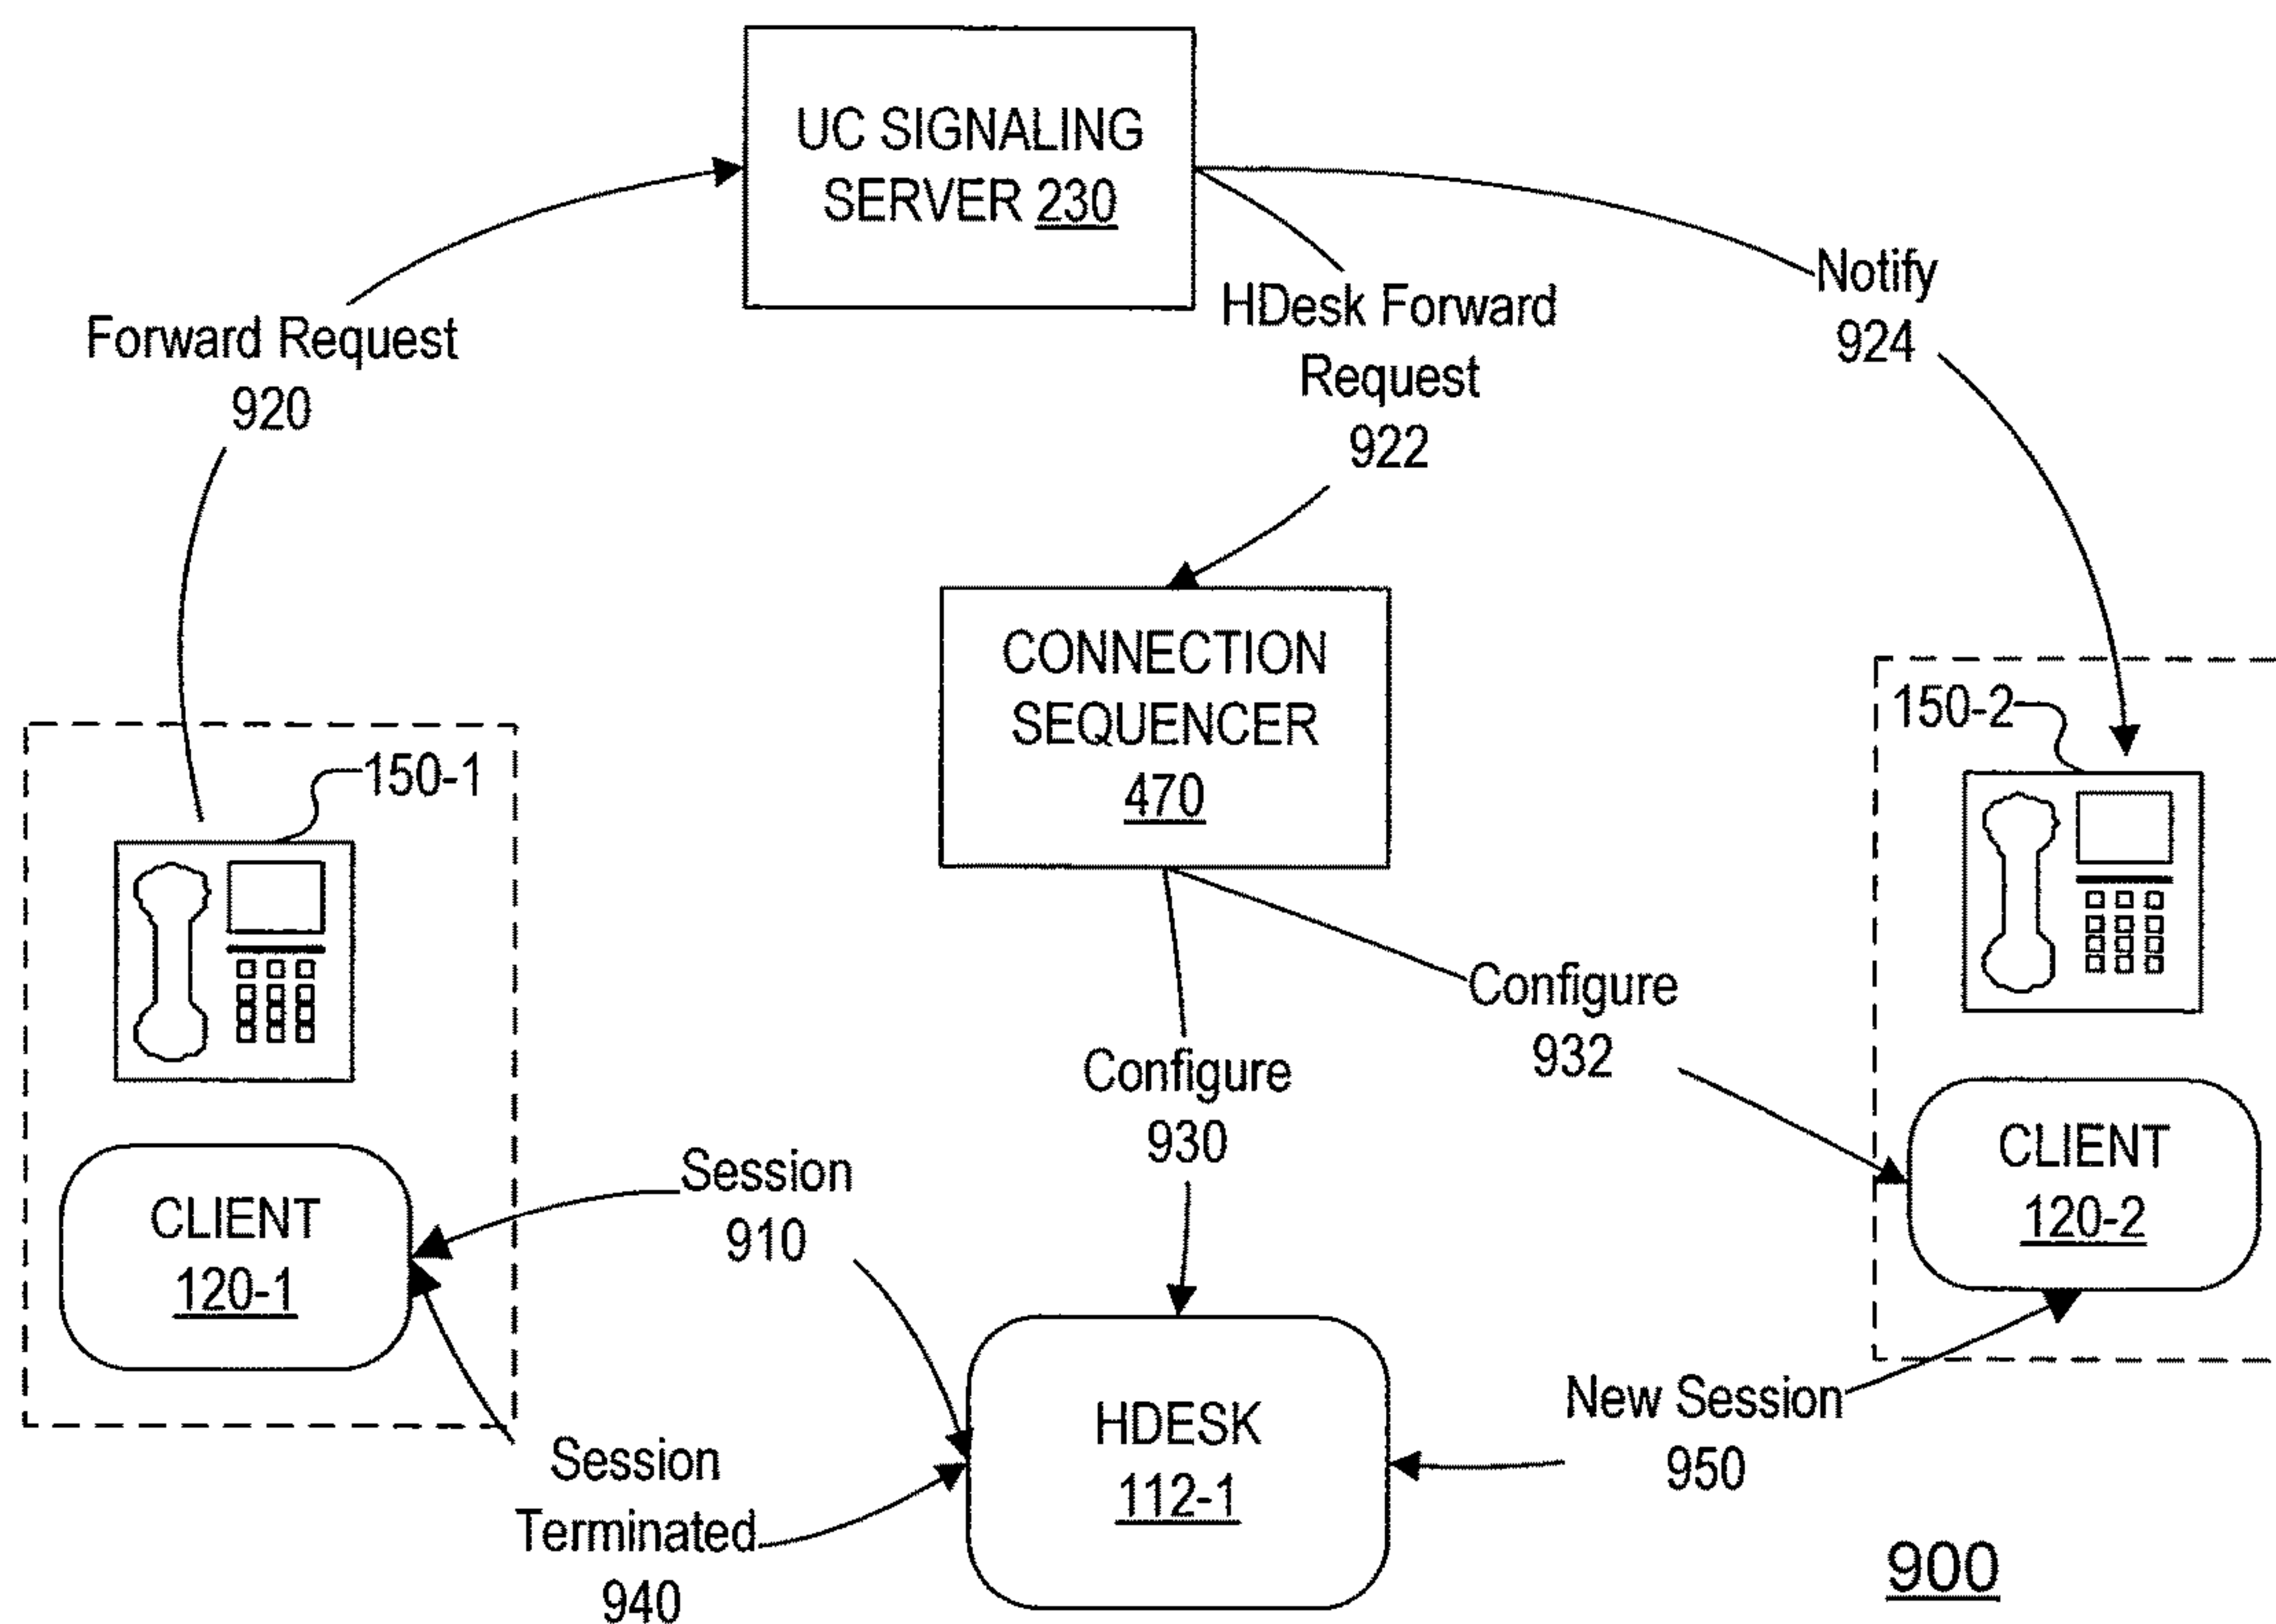 UC SIGNALING
SERVER 230
Forward Request
920
HDesk Forward
Request
922
Notify
924
CONNECTION
SEQUENCER
470
150-1
150-2
Configure
930
Configure
932
CLIENT
120-1
Session
910
CLIENT
120-2
HDESK
112-1
New Session
950
Session
Terminated
940
900